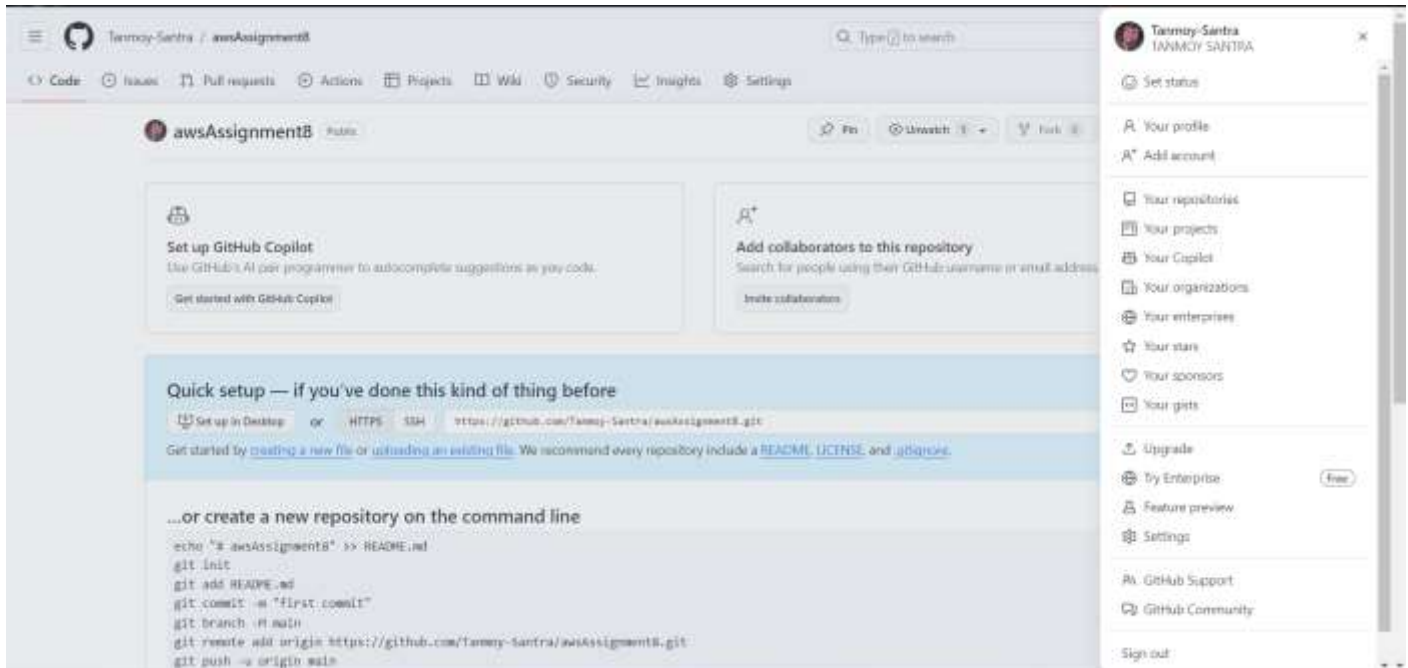 Tanmoy-Santra / awsAssignment8
Type / to search
Code Issues Pull requests Actions Projects Wiki Security Insights Settings
awsAssignment8 Public
Pin Unwatch 1 Fork 0
Set up GitHub Copilot
Use GitHub's AI pair programmer to autocomplete suggestions as you code.
Get started with GitHub Copilot
Add collaborators to this repository
Search for people using their GitHub username or email address
Invite collaborators
Quick setup — if you've done this kind of thing before
Set up in Desktop or HTTPS SSH https://github.com/Tanmoy-Santra/awsAssignment8.git
Get started by creating a new file or uploading an existing file. We recommend every repository include a README, LICENSE, and .gitignore.
...or create a new repository on the command line
echo "# awsAssignment8" >> README.md
git init
git add README.md
git commit -m "first commit"
git branch -M main
git remote add origin https://github.com/Tanmoy-Santra/awsAssignment8.git
git push -u origin main
Tanmoy-Santra
TANMOY SANTRA
Set status
Your profile
Add account
Your repositories
Your projects
Your Copilot
Your organizations
Your enterprises
Your stars
Your sponsors
Your gists
Upgrade
Try Enterprise Free
Feature preview
Settings
GitHub Support
GitHub Community
Sign out